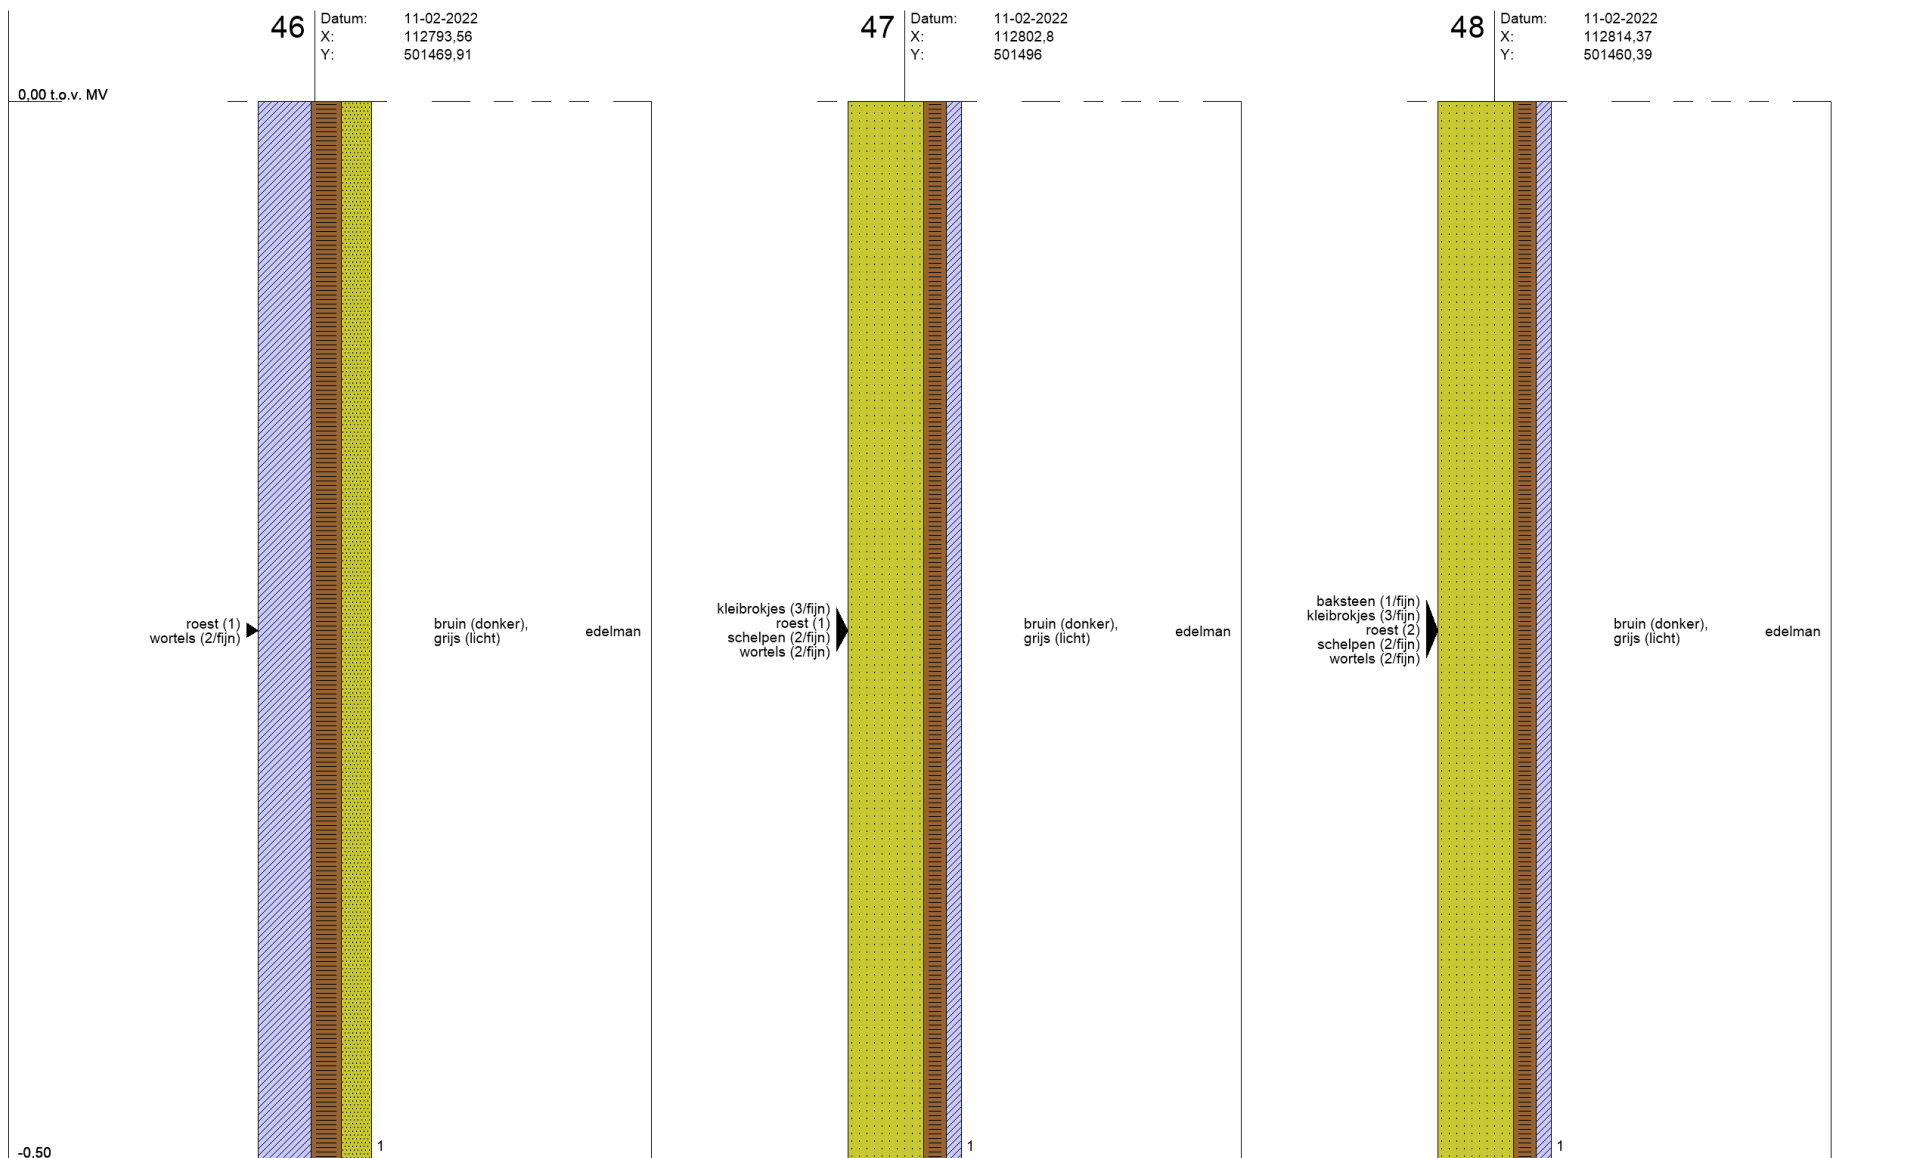 46
Datum: 11-02-2022
X: 112793,56
Y: 501469,91
47
Datum: 11-02-2022
X: 112802,8
Y: 501496
48
Datum: 11-02-2022
X: 112814,37
Y: 501460,39
0,00 t.o.v. MV
roest (1)
wortels (2/fijn)
bruin (donker),
grijs (licht)
edelman
kleibrokjes (3/fijn)
roest (1)
schelpen (2/fijn)
wortels (2/fijn)
bruin (donker),
grijs (licht)
edelman
baksteen (1/fijn)
kleibrokjes (3/fijn)
roest (2)
schelpen (2/fijn)
wortels (2/fijn)
bruin (donker),
grijs (licht)
edelman
-0.50
1
1
1